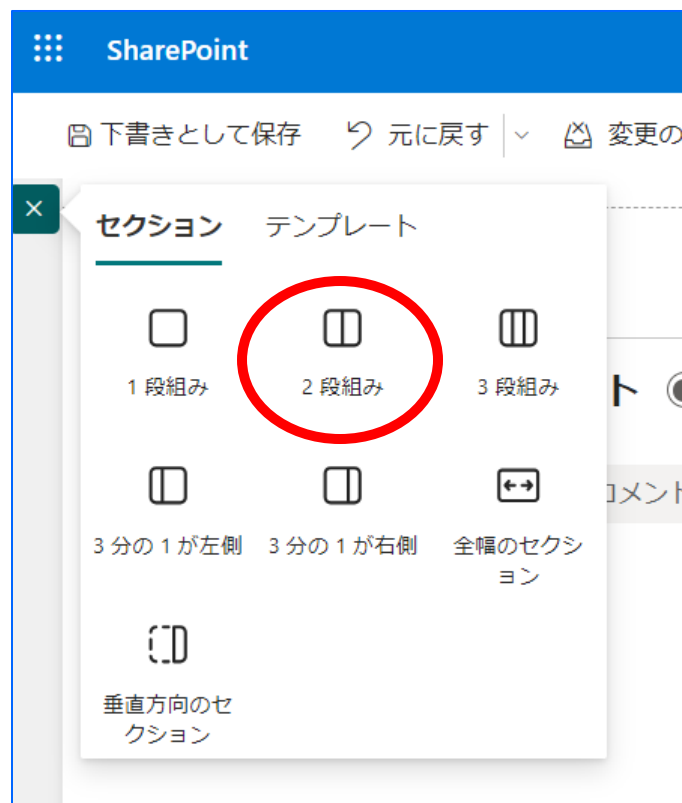 SharePoint
下書きとして保存 元に戻す 変更の
セクション テンプレート
1 段組み 2 段組み 3 段組み
ト
コメント
3 分の 1 が左側 3 分の 1 が右側 全幅のセクシ
ョン
垂直方向のセ
クション